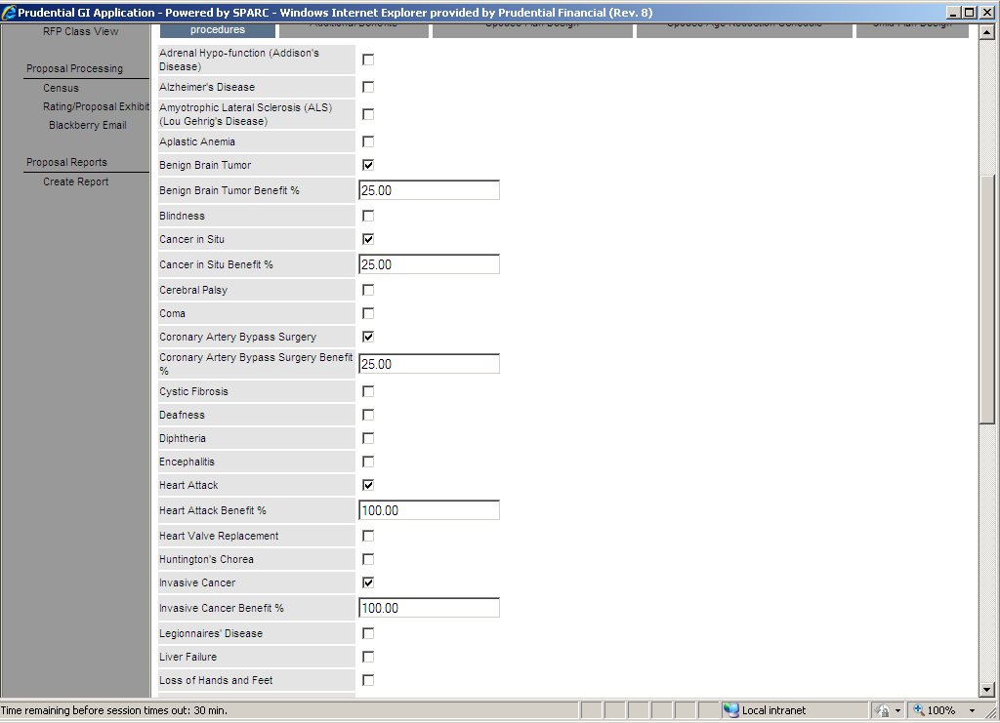 Prudential GI Application - Powered by SPARC - Windows Internet Explorer provided by Prudential Financial (Rev. 8)
RFP Class View
Proposal Processing
Census
Rating/Proposal Exhibit
Blackberry Email
Proposal Reports
Create Report
procedures
Adrenal Hypo-function (Addison's
Disease)
Alzheimer's Disease
Amyotrophic Lateral Sclerosis (ALS)
(Lou Gehrig's Disease)
Aplastic Anemia
Benign Brain Tumor
Benign Brain Tumor Benefit % 25.00
Blindness
Cancer in Situ
Cancer in Situ Benefit % 25.00
Cerebral Palsy
Coma
Coronary Artery Bypass Surgery
Coronary Artery Bypass Surgery Benefit
% 25.00
Cystic Fibrosis
Deafness
Diphtheria
Encephalitis
Heart Attack
Heart Attack Benefit % 100.00
Heart Valve Replacement
Huntington's Chorea
Invasive Cancer
Invasive Cancer Benefit % 100.00
Legionnaires' Disease
Liver Failure
Loss of Hands and Feet
Time remaining before session times out: 30 min.
Local intranet
100%